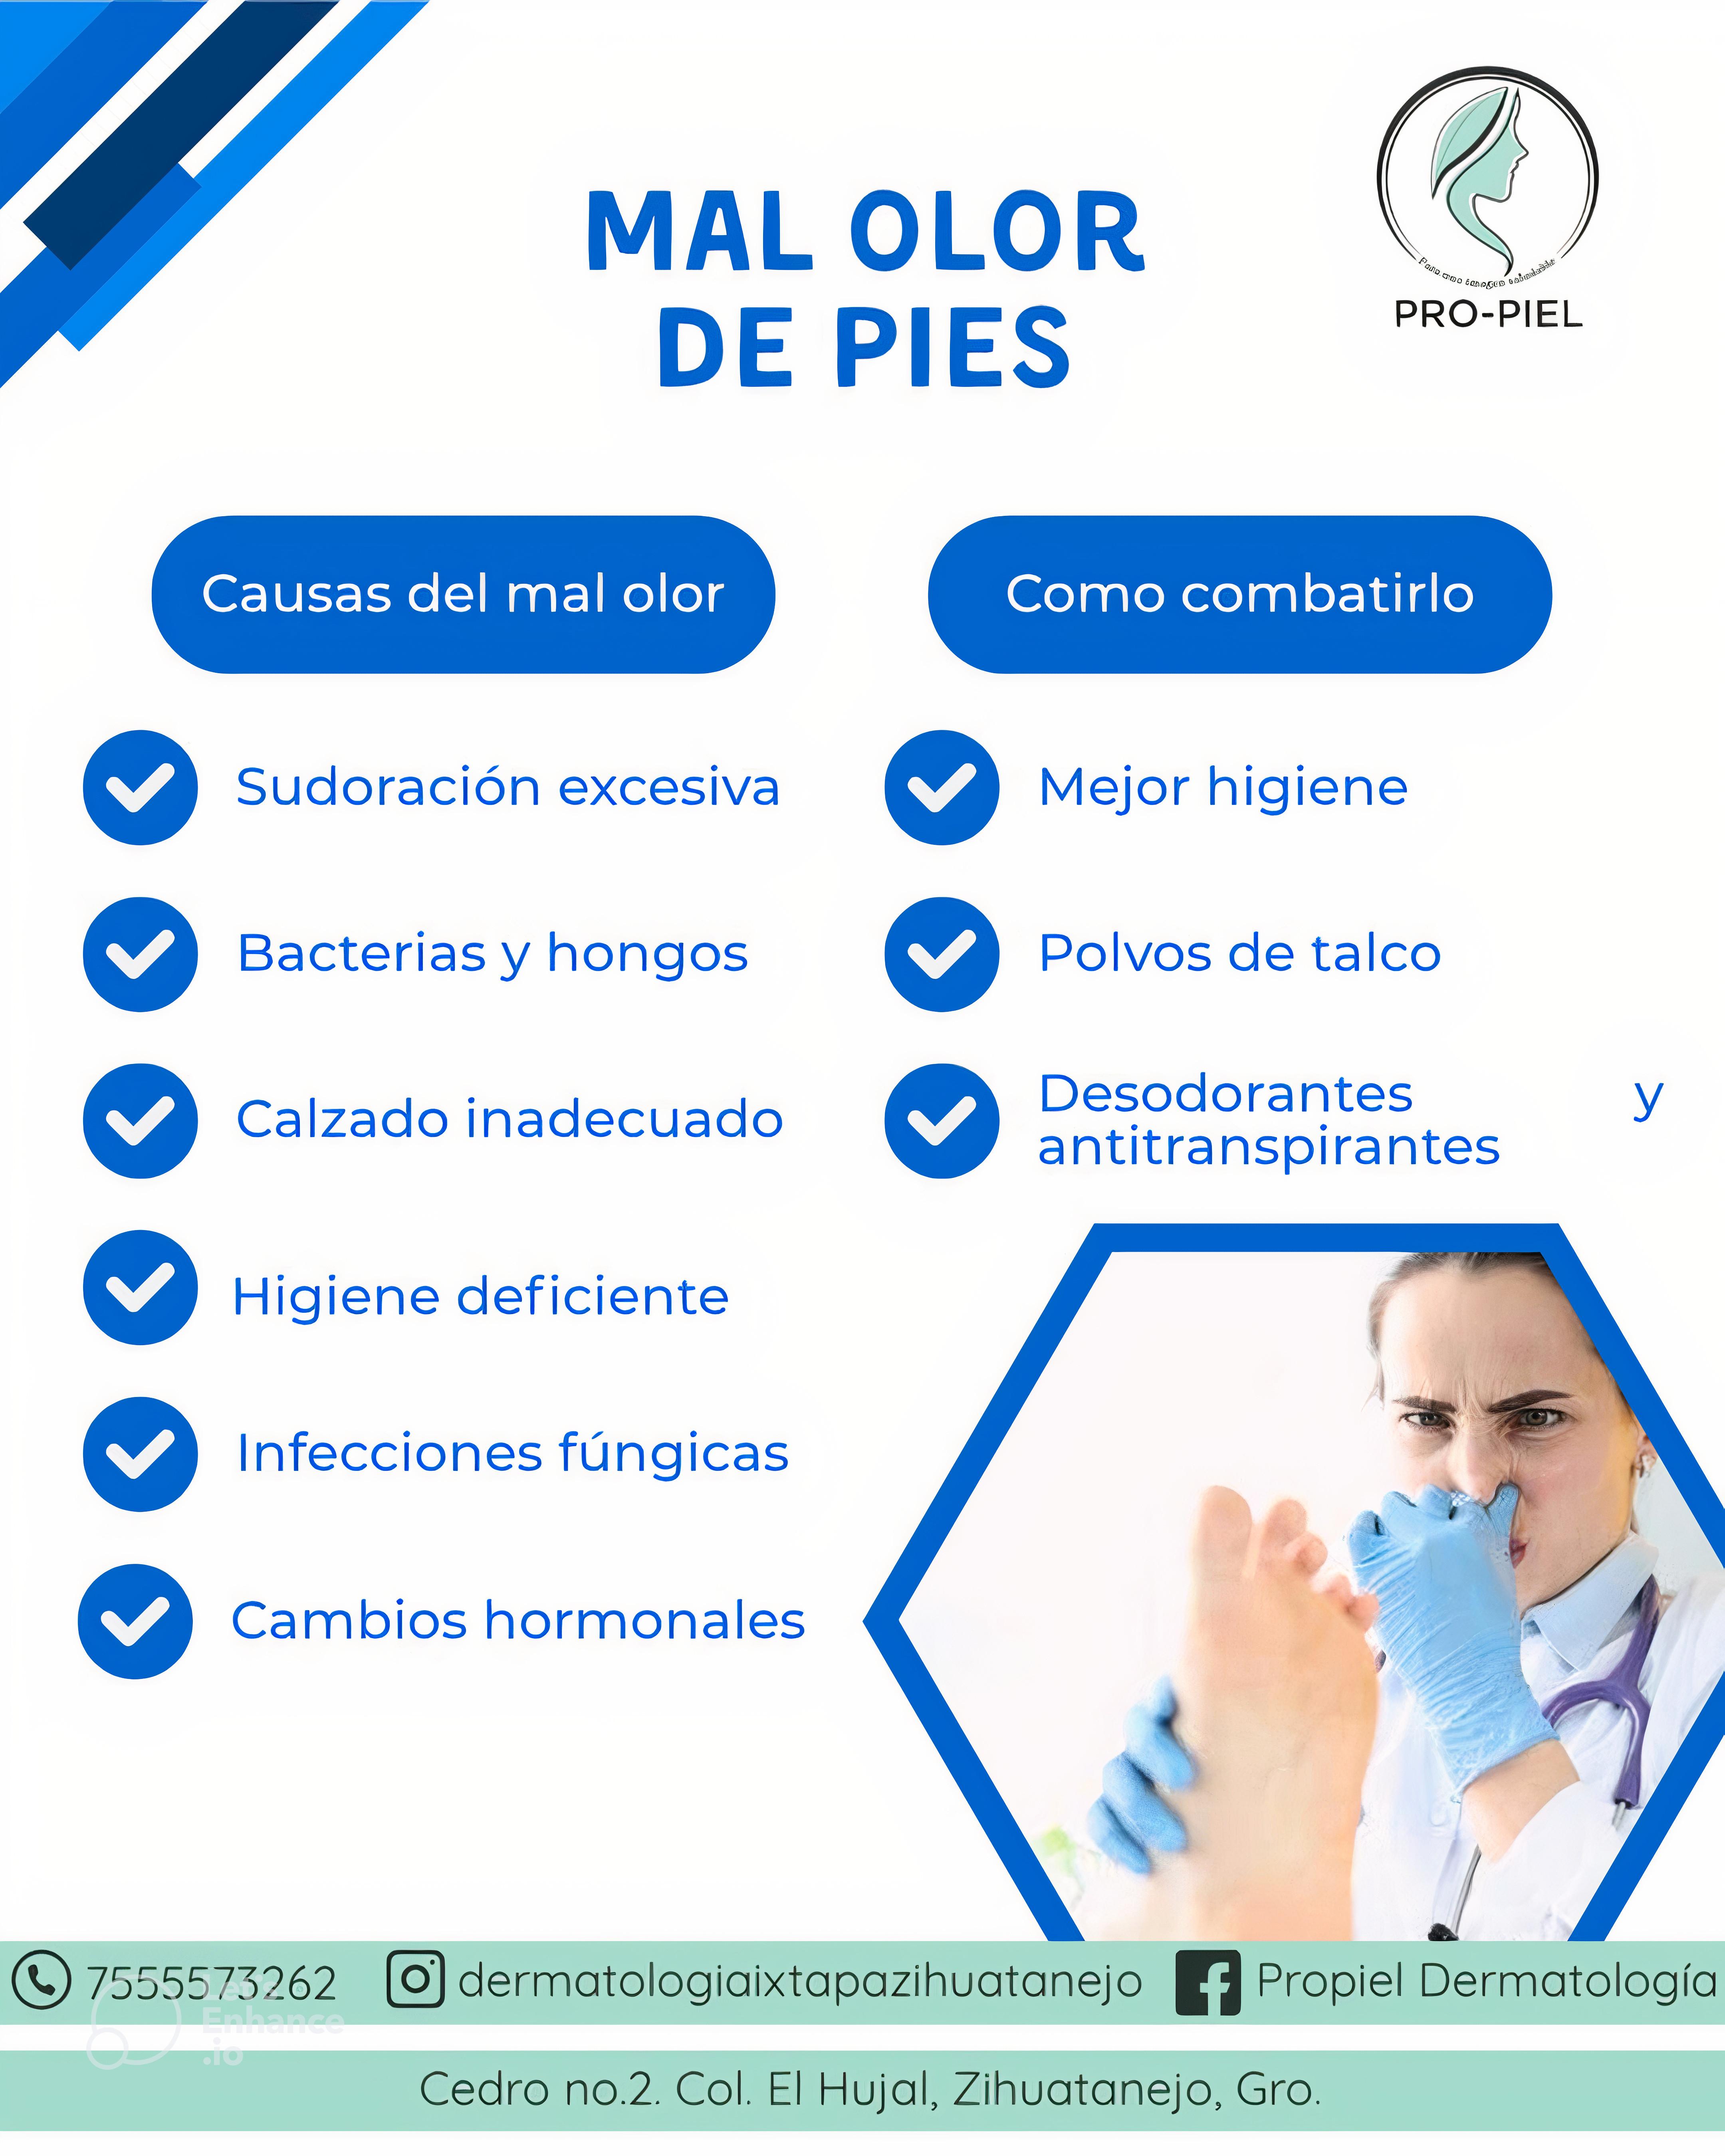 MAL OLOR
DE PIES
PRO-PIEL
Causas del mal olor
Sudoración excesiva
Bacterias y hongos
Calzado inadecuado
Higiene deficiente
Infecciones fúngicas
Cambios hormonales
Como combatirlo
Mejor higiene
Polvos de talco
Desodorantes y
antitranspirantes
7555573262
dermatologiaixtapazihuatanejo
Propiel Dermatología
Enhance
.io
Cedro no.2. Col. El Hujal, Zihuatanejo, Gro.